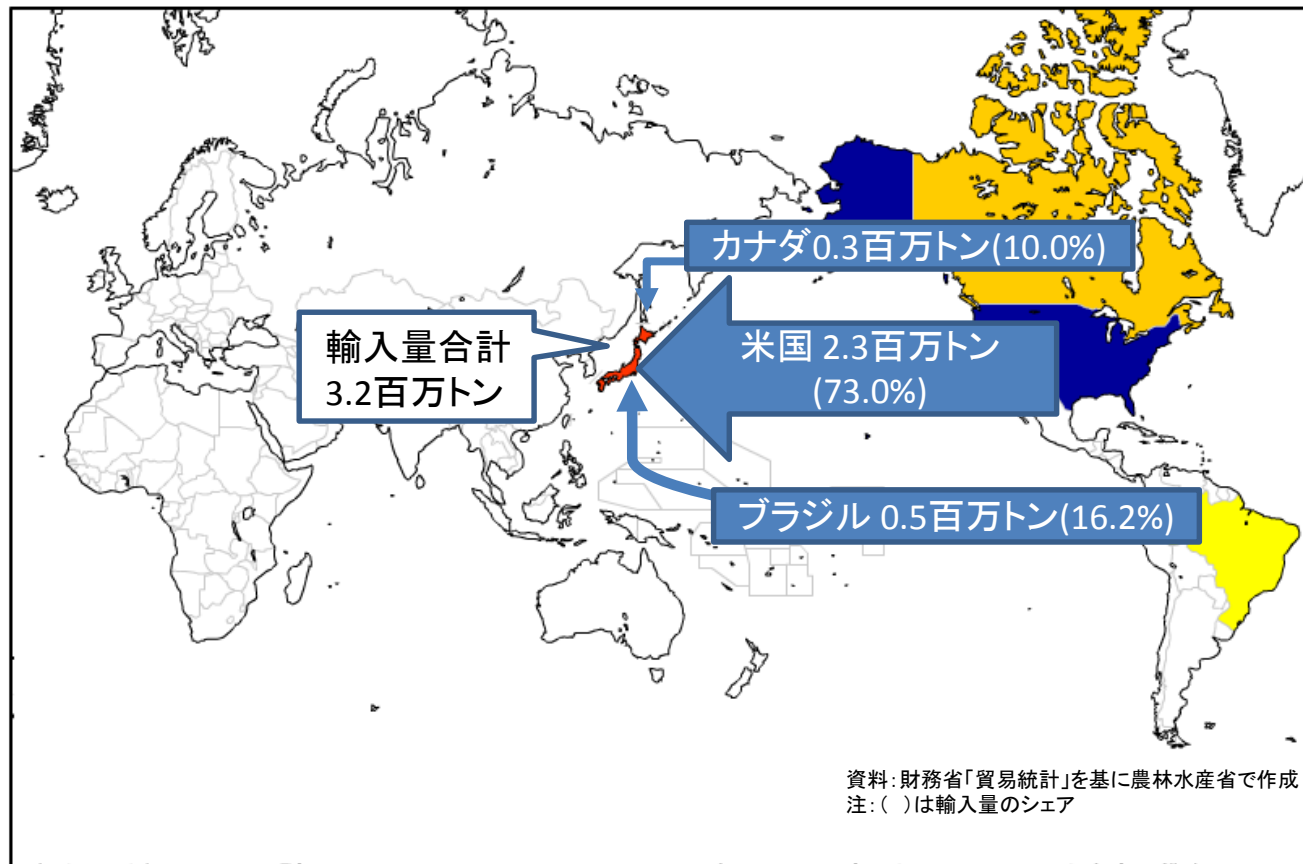 カナダ0.3百万トン(10.0%)
輸入量合計
3.2百万トン
米国 2.3百万トン
(73.0%)
ブラジル 0.5百万トン(16.2%)
資料:財務省「貿易統計」を基に農林水産省で作成
注:( )は輸入量のシェア